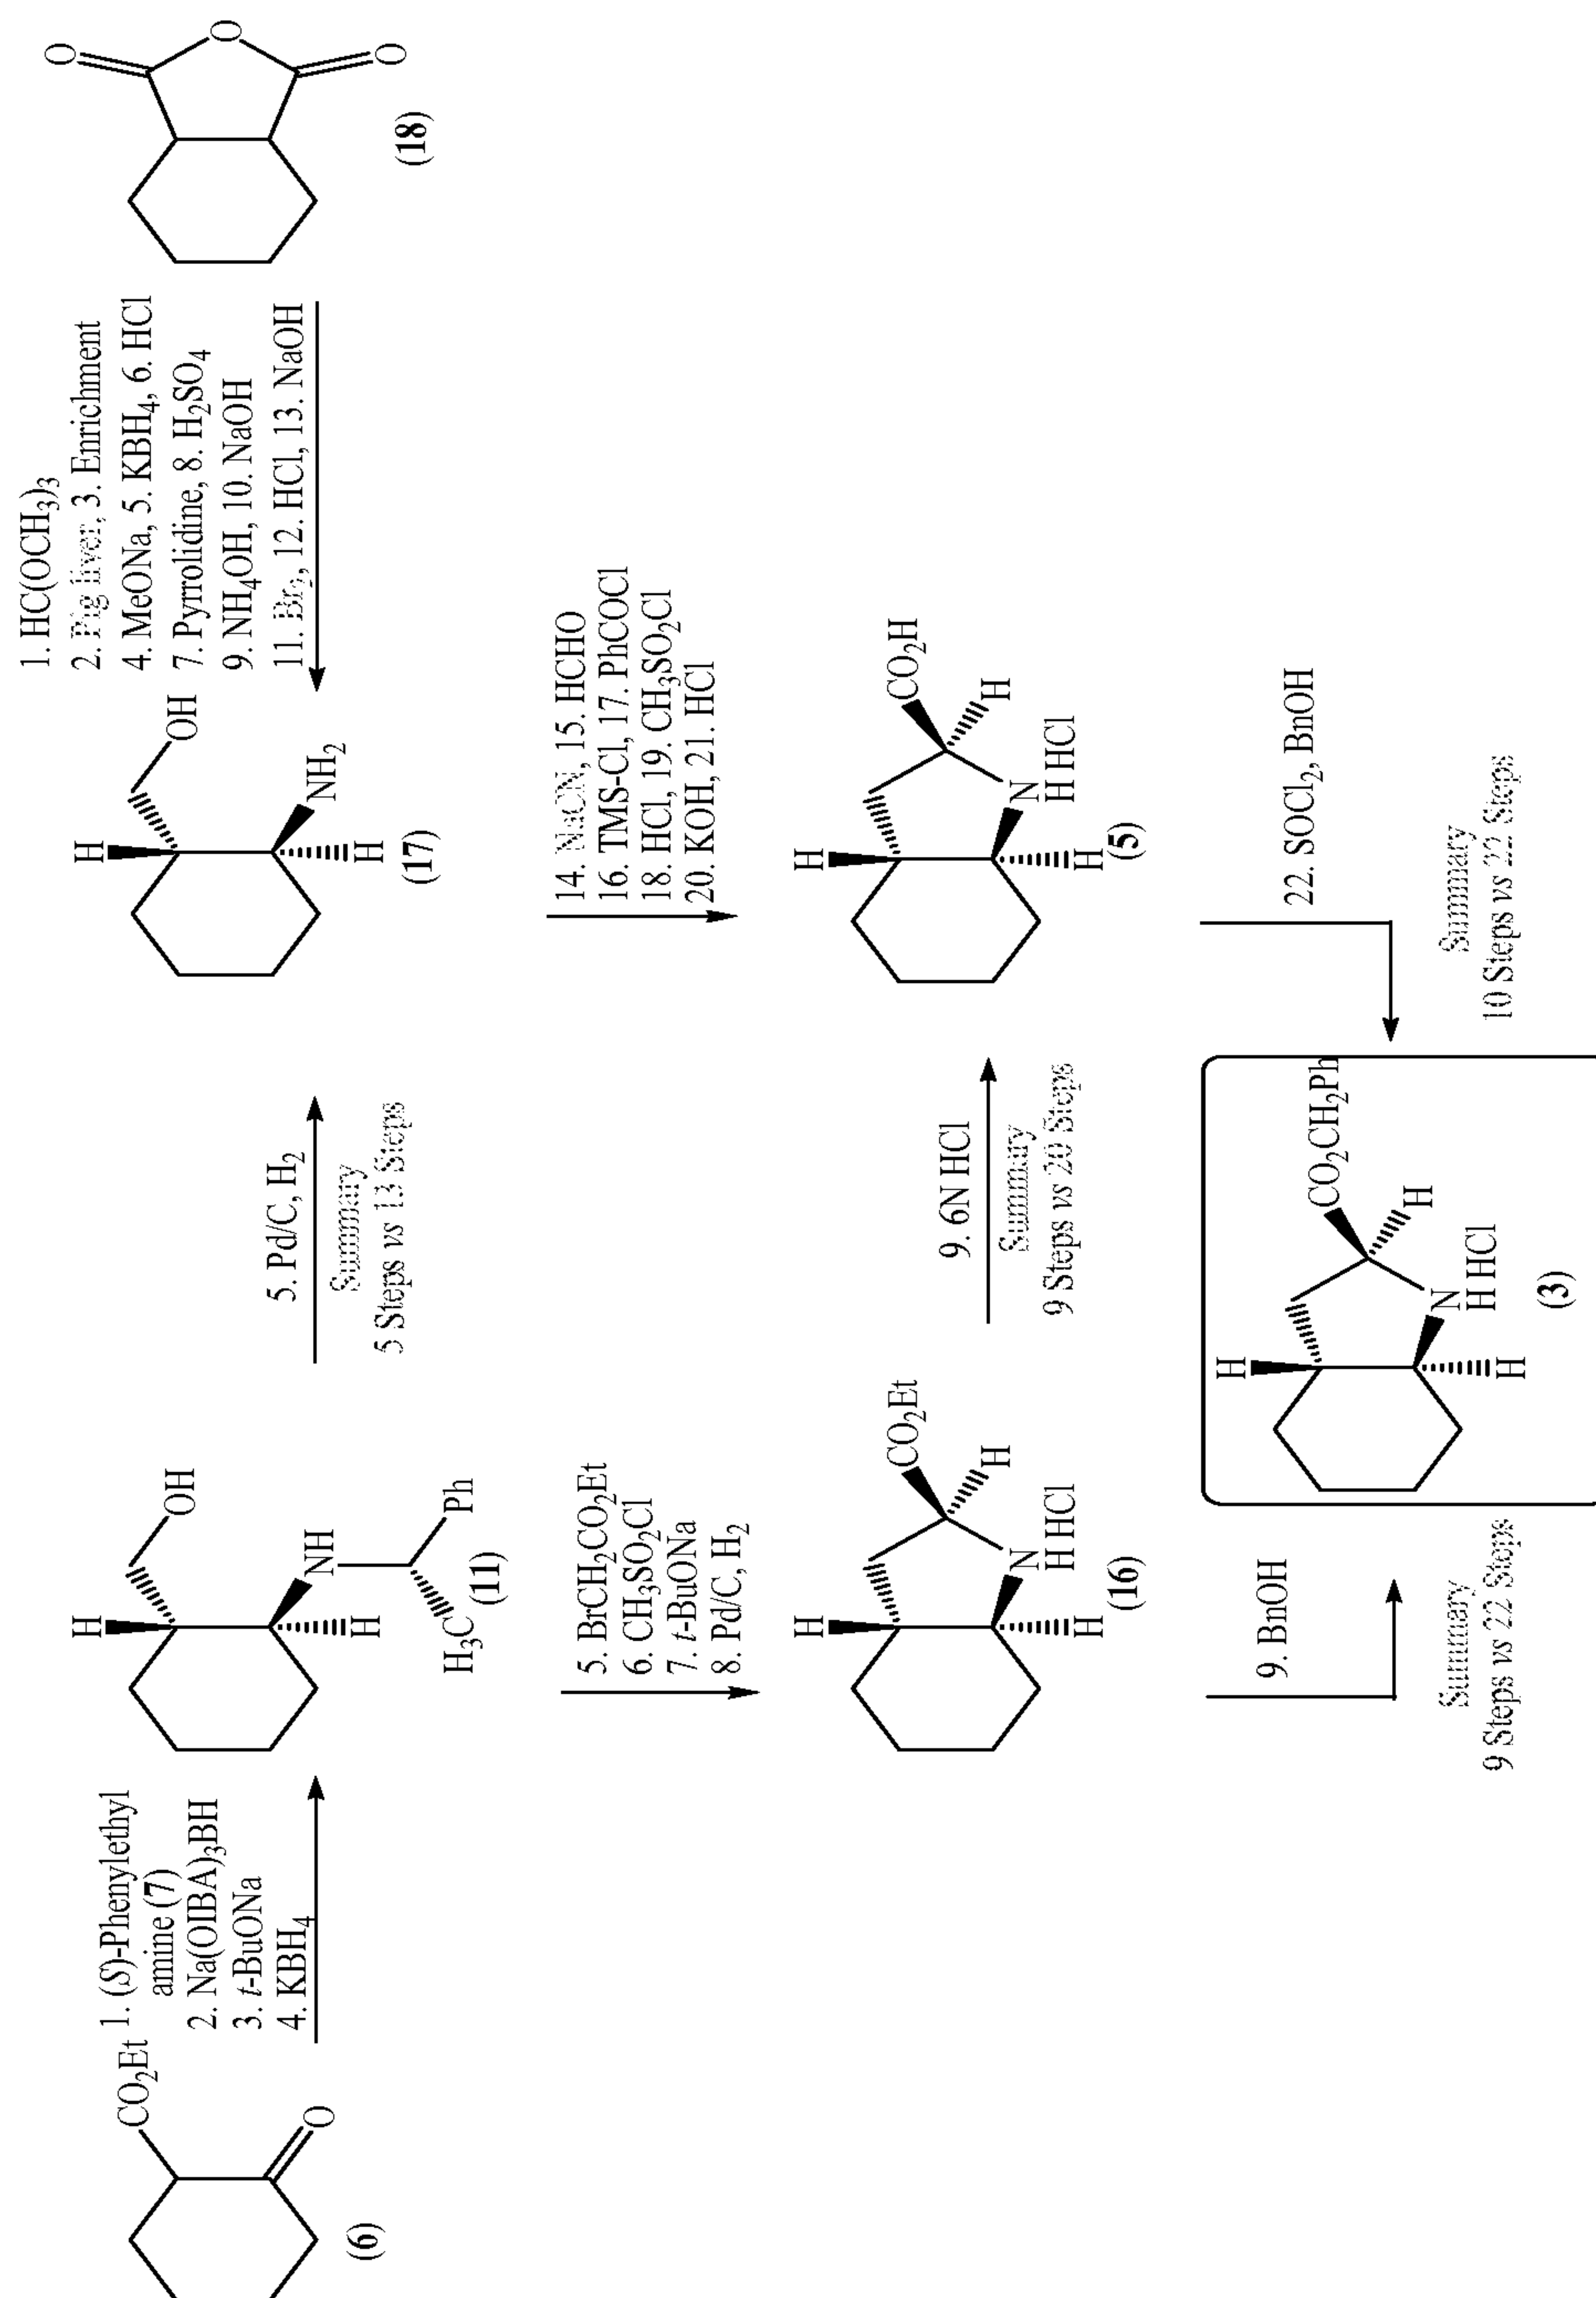 CO2Et
O
(6)
1. (S)-Phenylethyl
amine (7)
2. Na(OIBA)3BH
3. t-BuONa
4. KBH4
H
OH
NH
H
H3C
Ph
(11)
5. Pd/C, H2
Summary
5 Steps vs 13 Steps
H
OH
NH2
H
(17)
1. HC(OCH3)3
2. Pig liver, 3. Enrichment
4. MeONa, 5. KBH4, 6. HCl
7. Pyrrolidine, 8. H2SO4
9. NH4OH, 10. NaOH
11. Br2, 12. HCl, 13. NaOH
O
O
O
(18)
5. BrCH2CO2Et
6. CH3SO2Cl
7. t-BuONa
8. Pd/C, H2
14. NaCN, 15. HCHO
16. TMS-Cl, 17. PhCOCl
18. HCl, 19. CH3SO2Cl
20. KOH, 21. HCl
H
CO2Et
H
N
H HCl
H
(16)
9. 6N HCl
Summary
9 Steps vs 20 Steps
H
CO2H
H
N
H HCl
H
(5)
9. BnOH
Summary
9 Steps vs 22 Steps
H
CO2CH2Ph
H
N
H HCl
H
(3)
22. SOCl2, BnOH
Summary
10 Steps vs 22 Steps